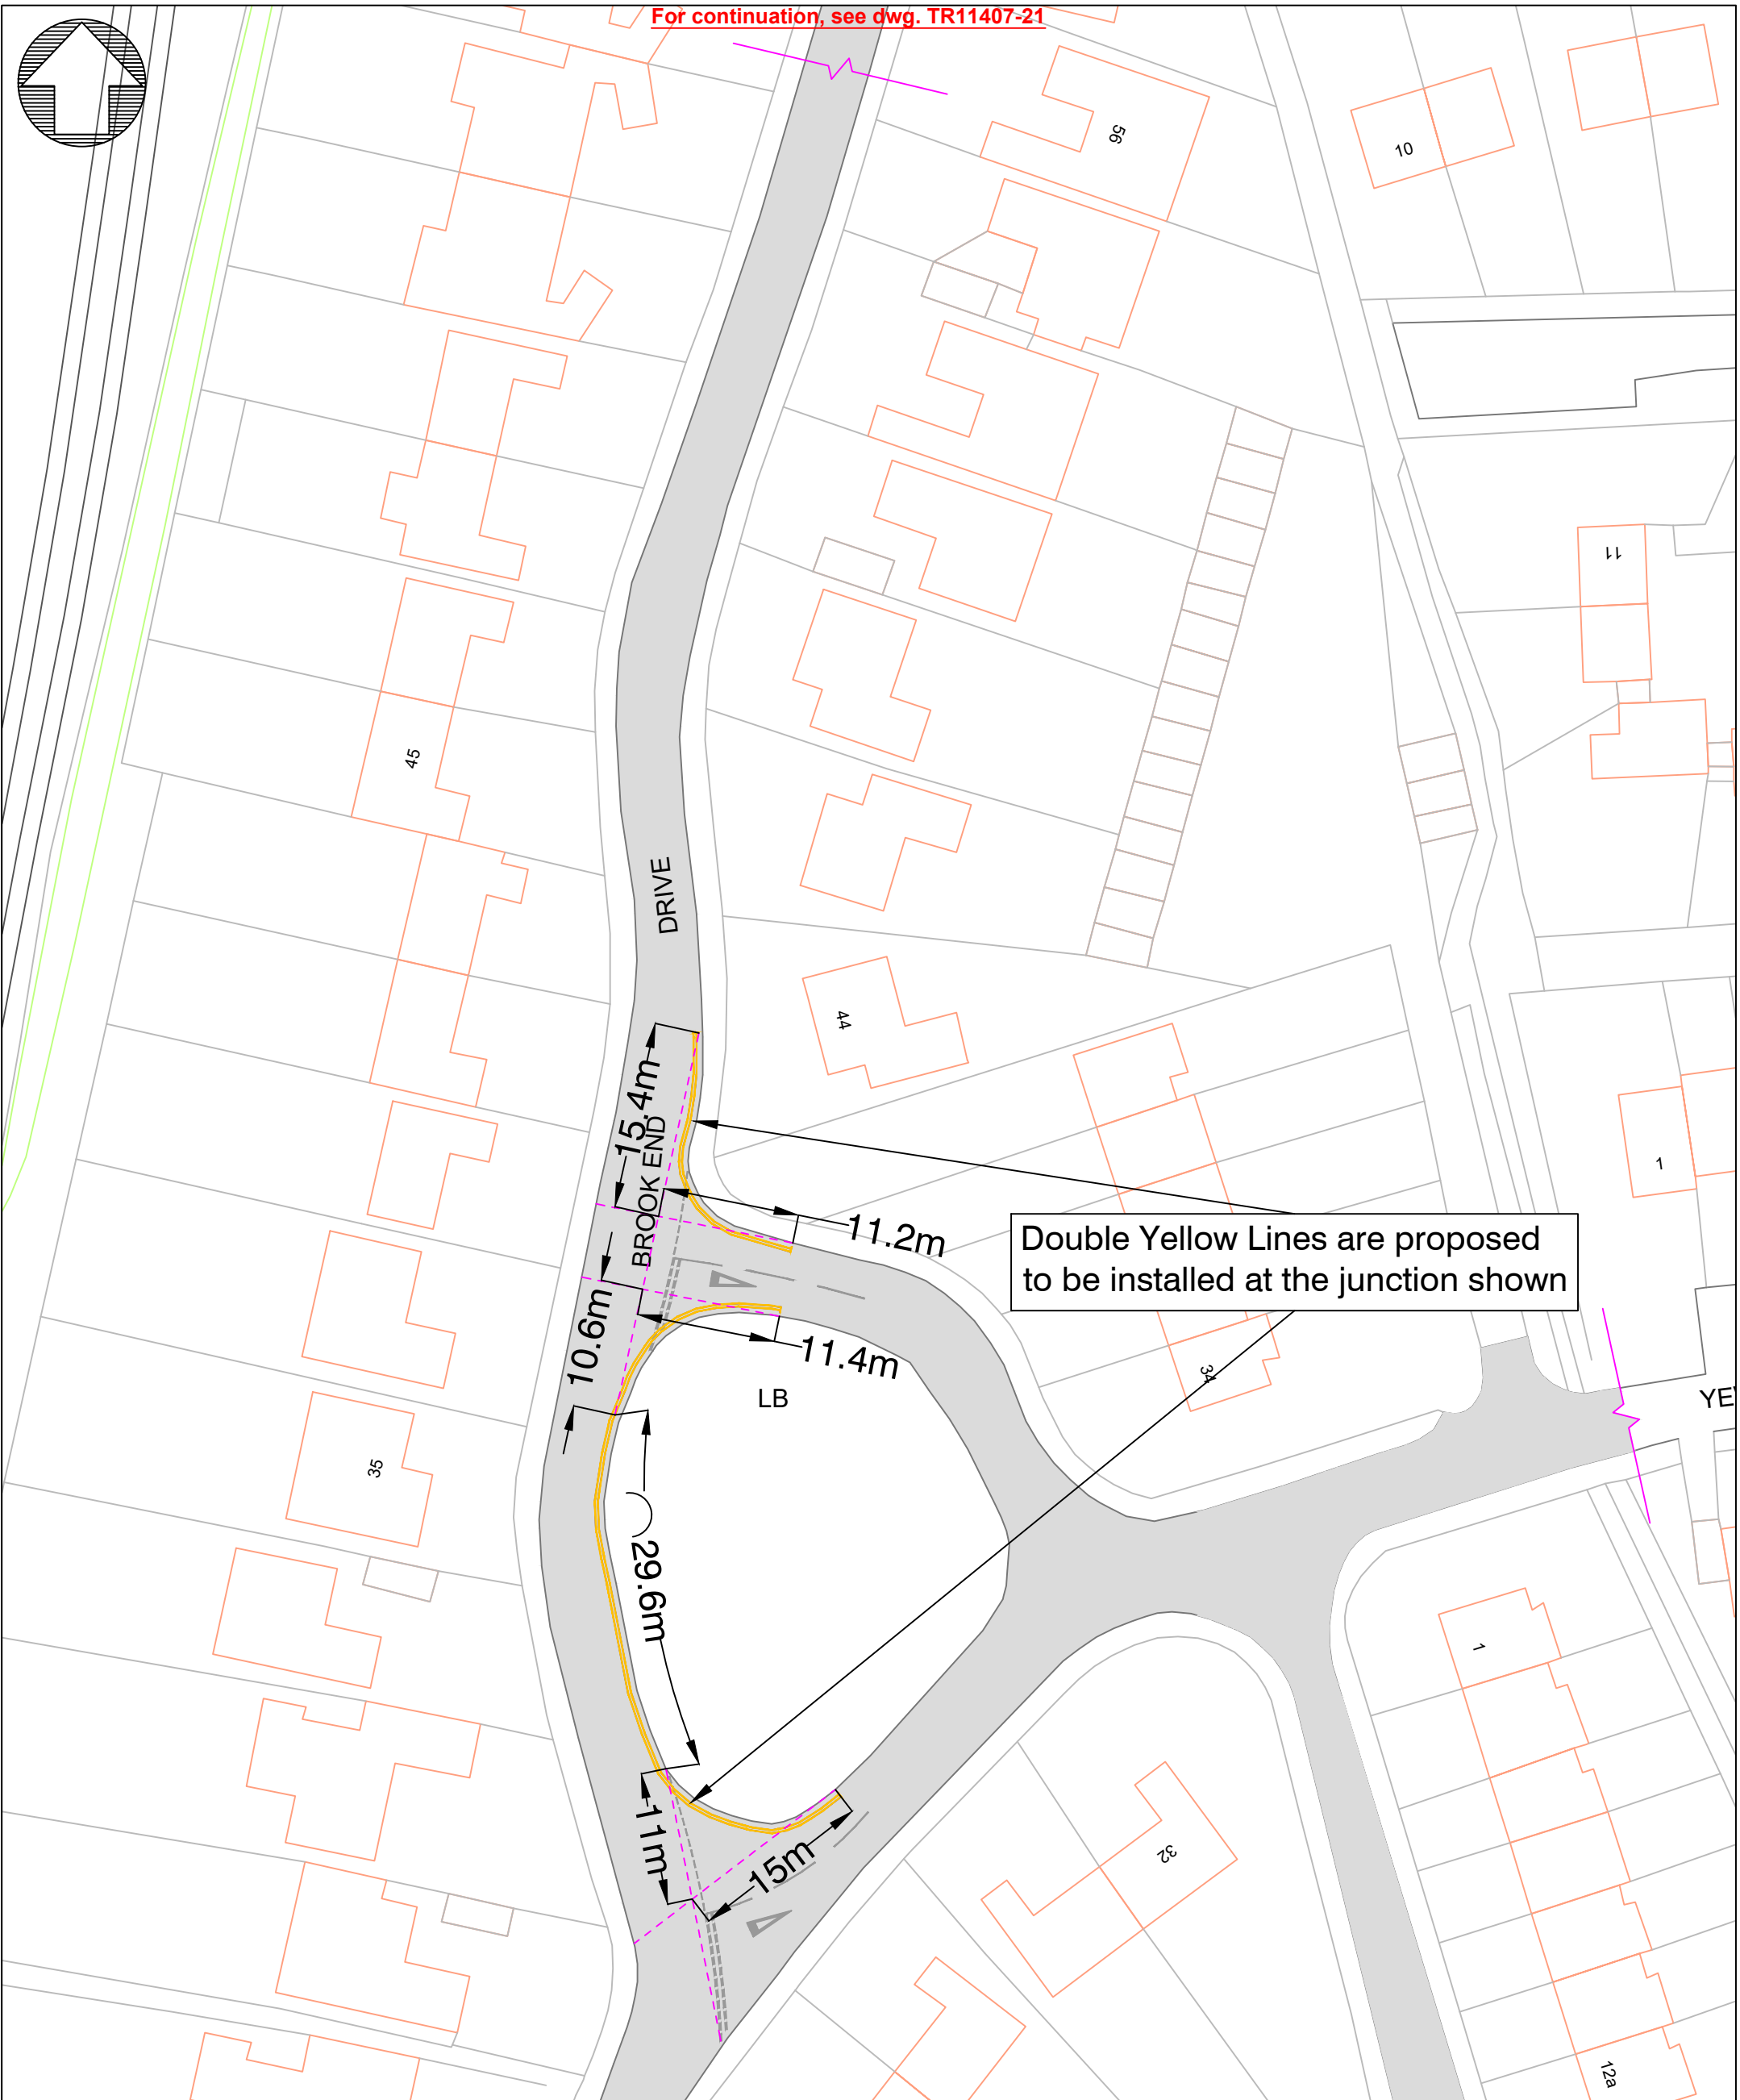 For continuation, see dwg. TR11407-21
56
10
11
45
DRIVE
44
15.4m
BROOK END
1
11.2m
Double Yellow Lines are proposed
to be installed at the junction shown
10.6m
11.4m
34
LB
YE
35
29.6m
1
11m
15m
32
12a